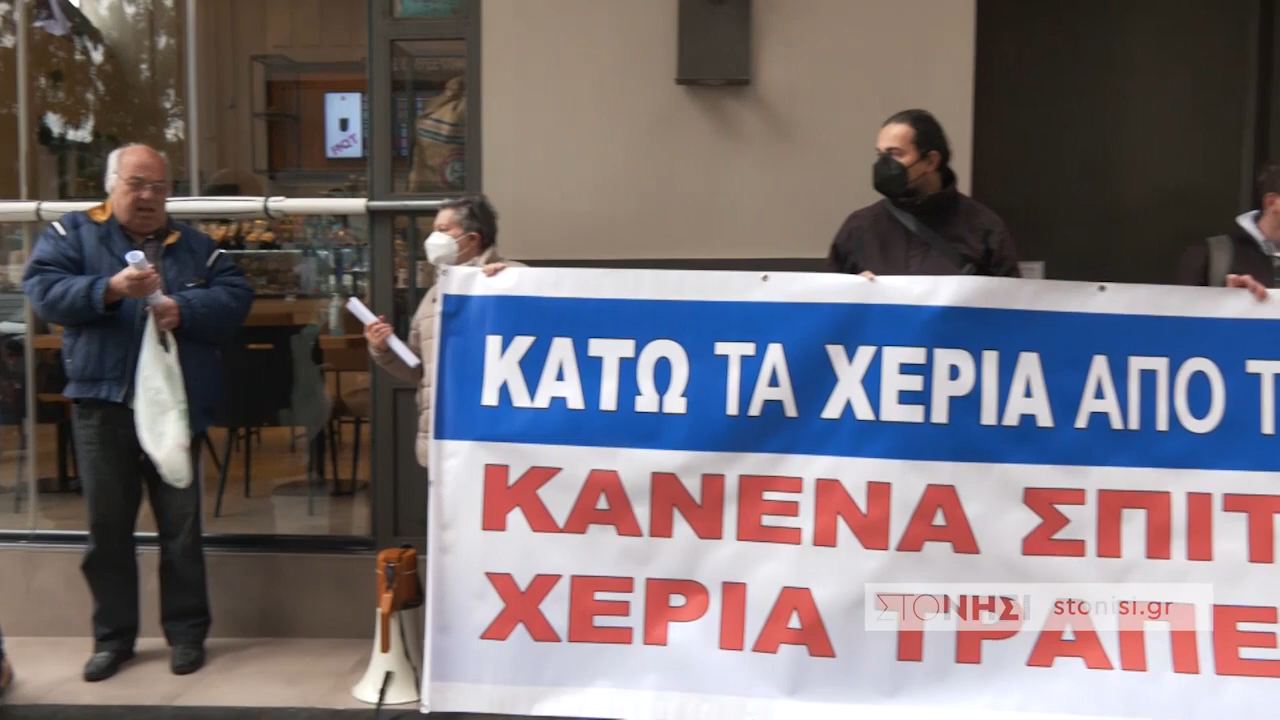 ΚΑΤΩ ΤΑ ΧΕΡΙΑ ΑΠΟ Τ
ΚΑΝΕΝΑ ΣΠΙΤ
ΧΕΡΙΑ ΤΡΑΠΕ
ΣΤΟΝΗΣΙ stonisi.gr